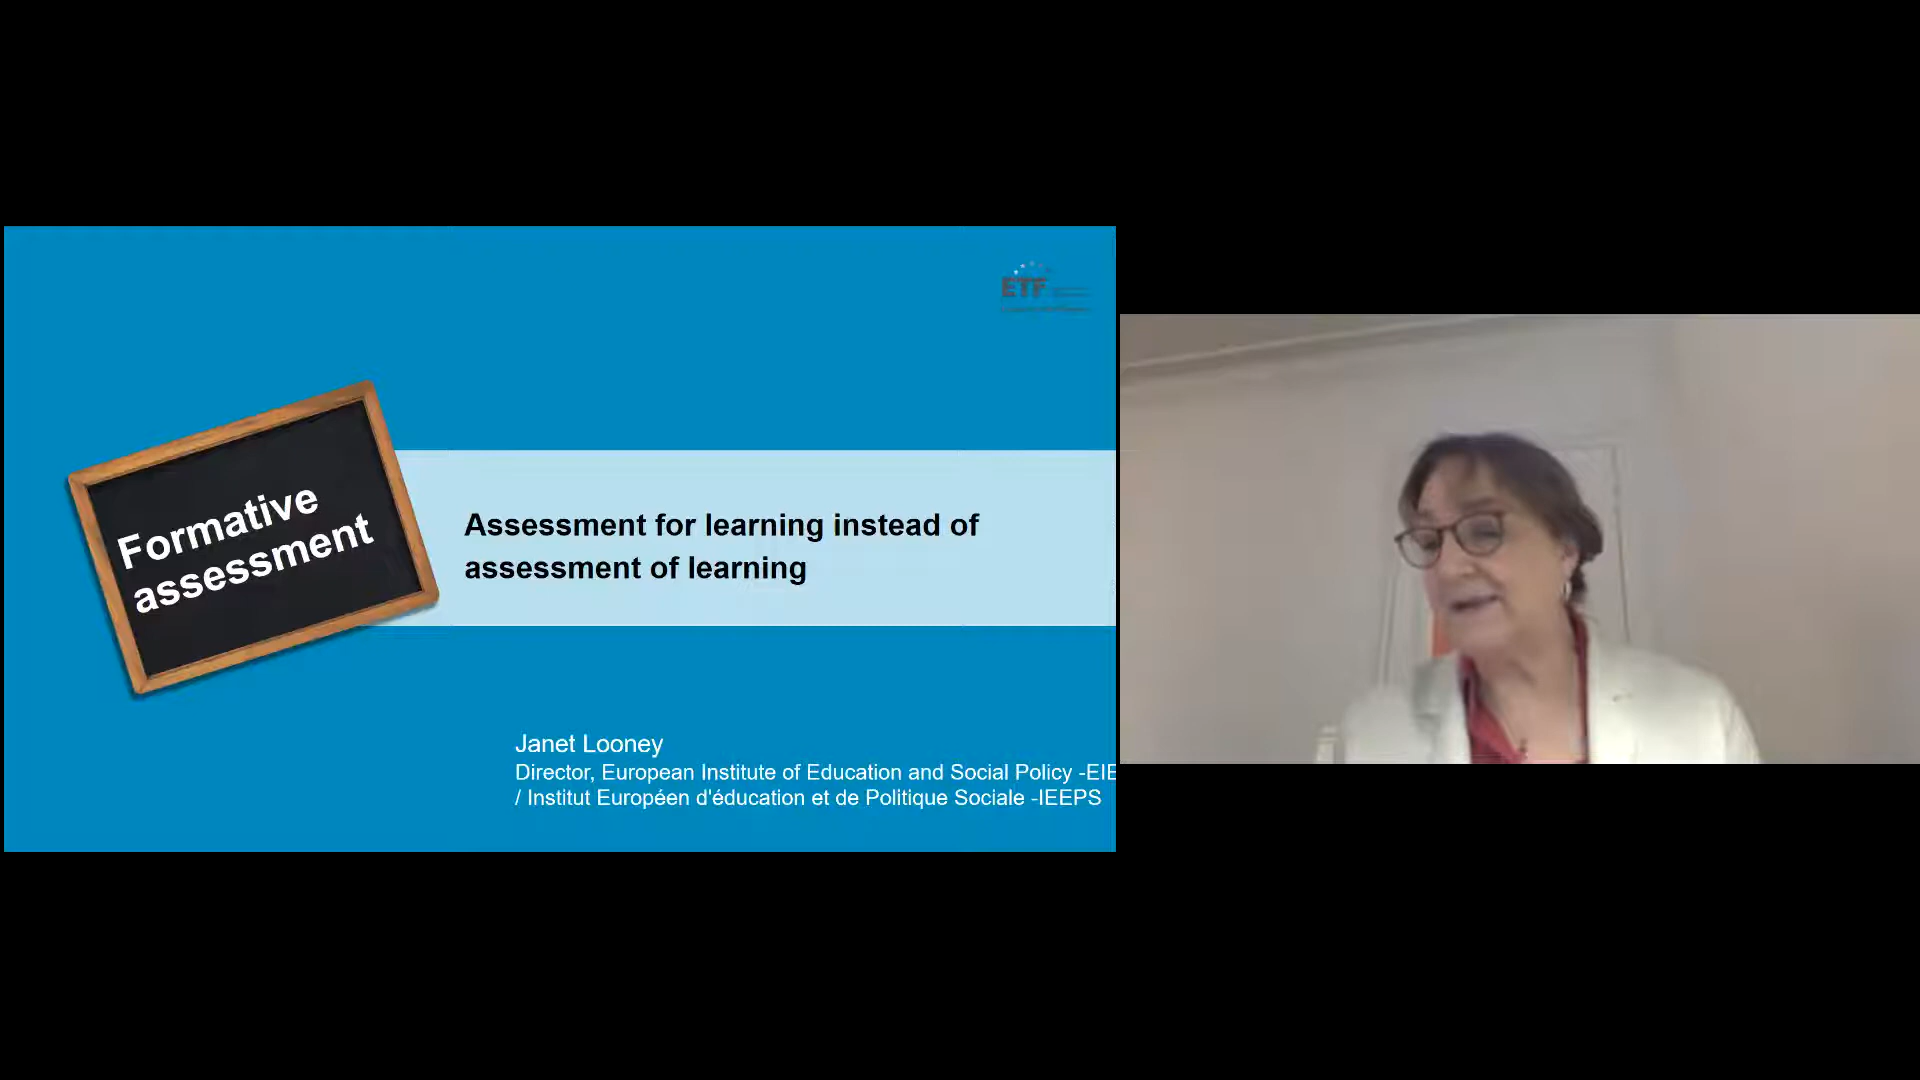 ETF
Formative
assessment
Assessment for learning instead of
assessment of learning
Janet Looney
Director, European Institute of Education and Social Policy -EIE
/ Institut Européen d'éducation et de Politique Sociale -IEEPS